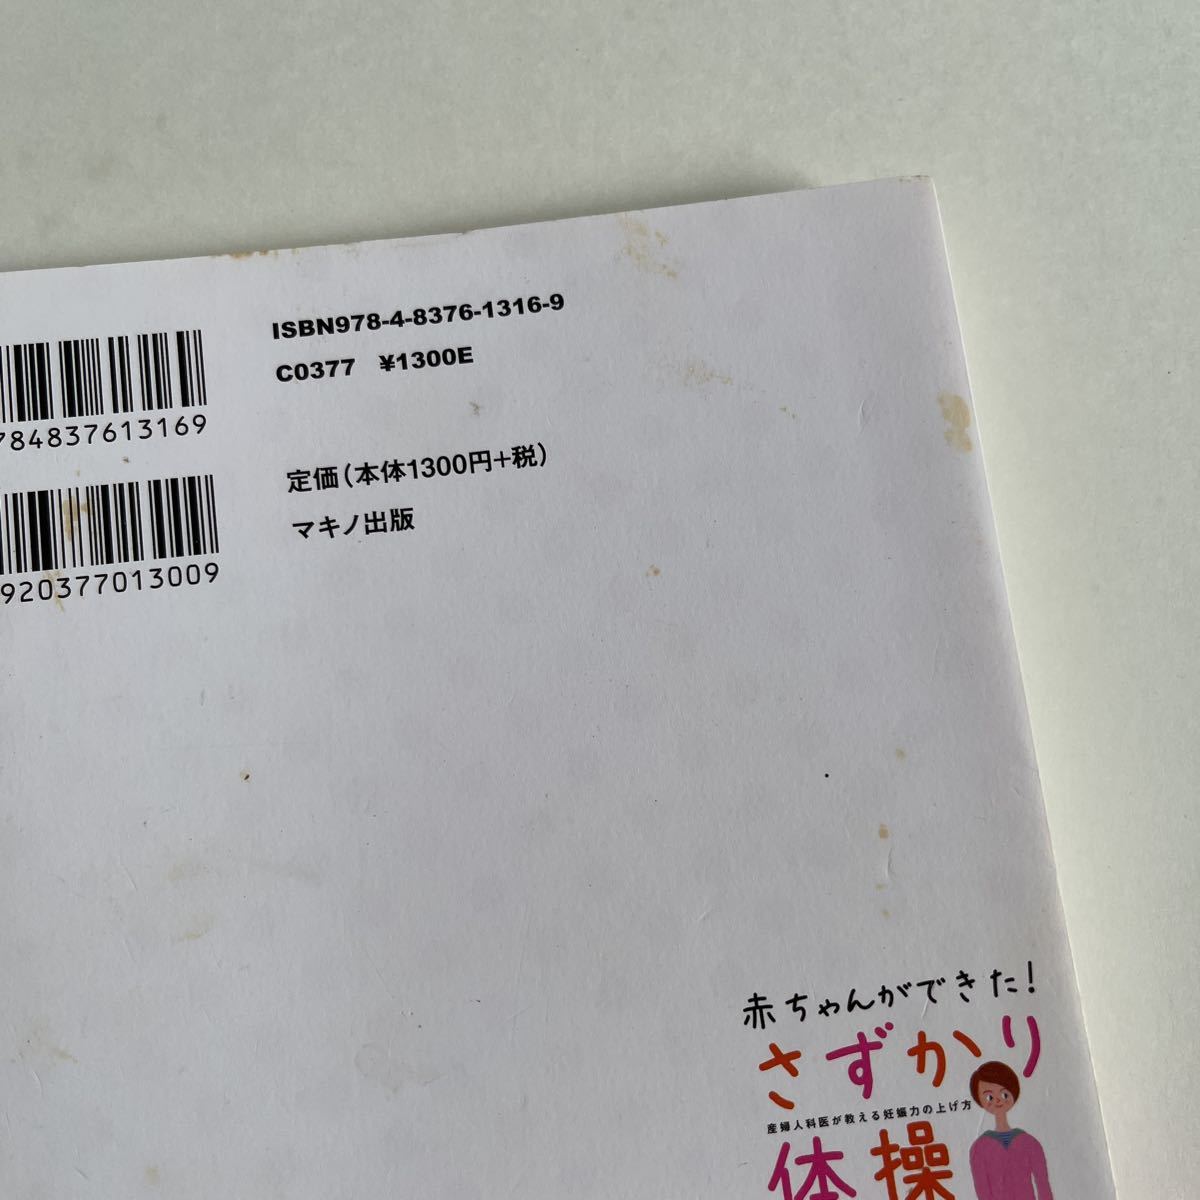 ISBN978-4-8376-1316-9
C0377 ¥1300E
784837613169
定価(本体1300円+税)
マキノ出版
920377013009
赤ちゃんができた!
さずかり
産婦人科医が教える妊娠力の上げ方
体操